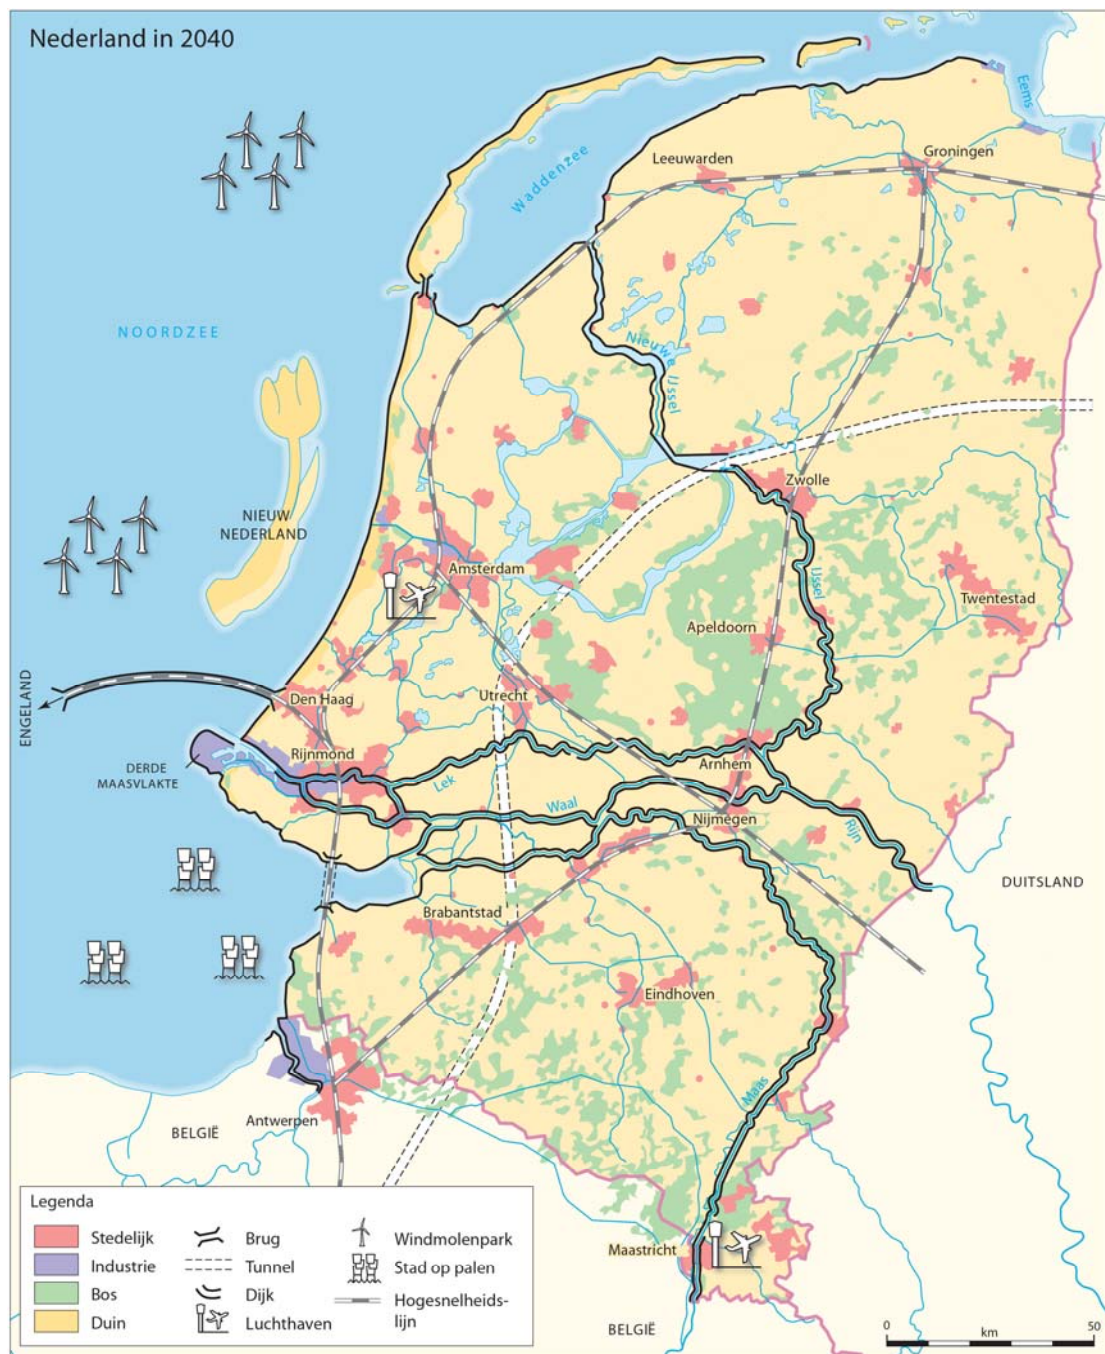 Nederland in 2040
Eems
Waddenzee
Leeuwarden
Groningen
NOORDZEE
Nieuwe IJssel
Zwolle
NIEUW
NEDERLAND
Amsterdam
IJssel
Twentestad
Apeldoorn
ENGELAND
Den Haag
Utrecht
Rijnmond
Arnhem
DERDE
MAASVLAKTE
Lek
Waal
Nijmegen
Rijn
DUITSLAND
Brabantstad
Eindhoven
Maas
Antwerpen
BELGIË
Maastricht
BELGIË
Legenda
Stedelijk
Industrie
Bos
Duin
Brug
Tunnel
Dijk
Luchthaven
Windmolenpark
Stad op palen
Hogesnelheids-
lijn
0 50
km